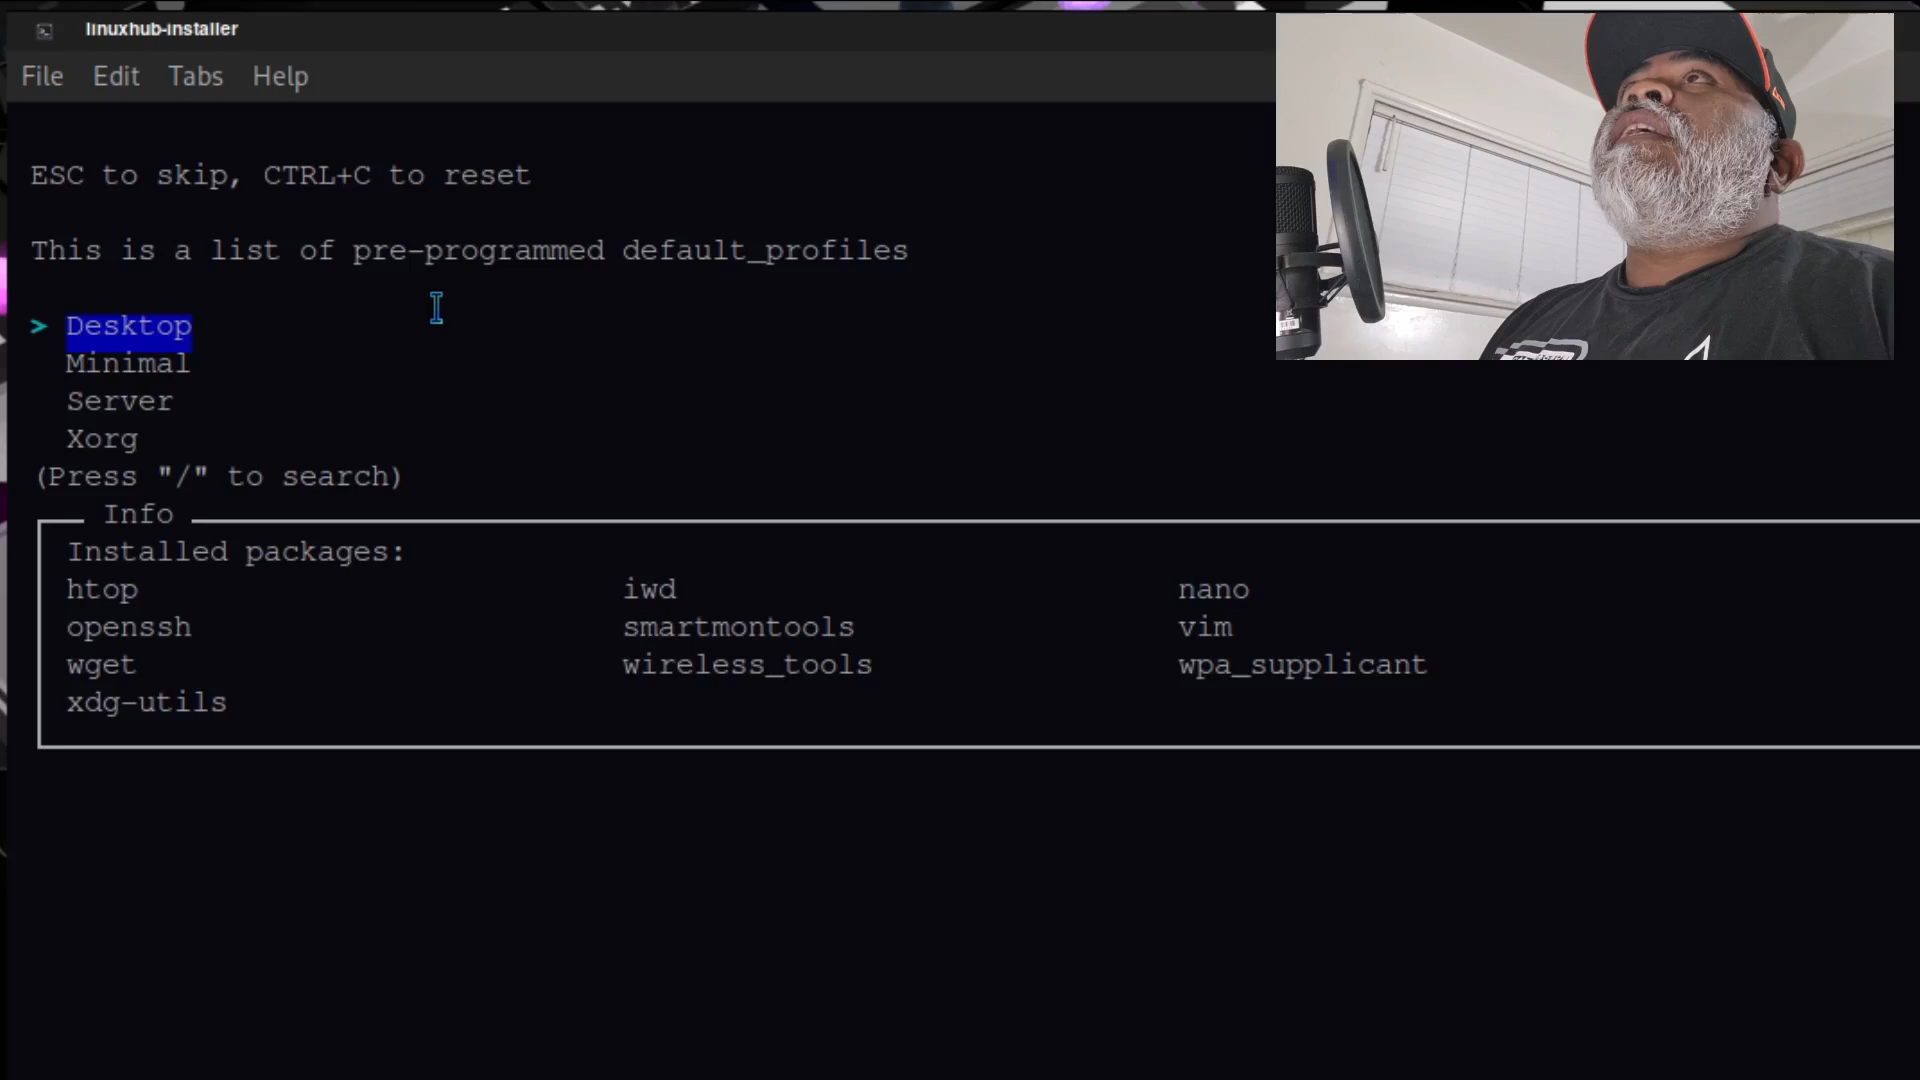 linuxhub-installer
File Edit Tabs Help
ESC to skip, CTRL+C to reset
This is a list of pre-programmed default_profiles
> Desktop
Minimal
Server
Xorg
(Press "/" to search)
Info
Installed packages:
htop iwd nano
openssh smartmontools vim
wget wireless_tools wpa_supplicant
xdg-utils